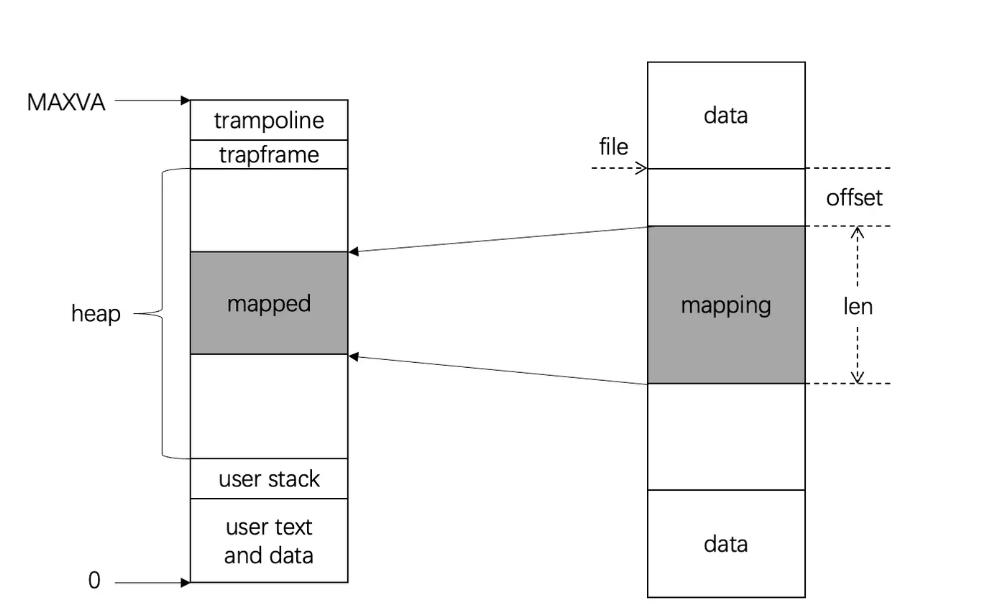 MAXVA
trampoline
trapframe
heap
mapped
user stack
user text
and data
0
data
file
offset
mapping
len
data